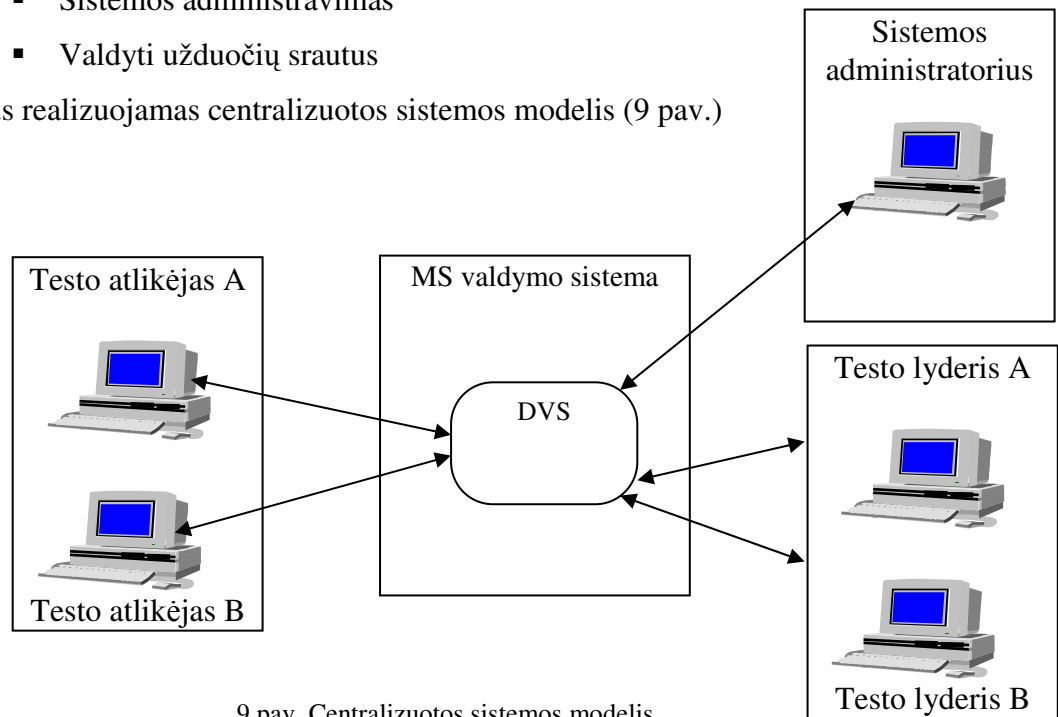 Sistemos administravimas
▪ Valdyti užduočių srautus
realizuojamas centralizuotos sistemos modelis (9 pav.)
Sistemos
administratorius
Testo atlikėjas A
MS valdymo sistema
DVS
Testo atlikėjas B
Testo lyderis A
Testo lyderis B
9 pav. Centralizuotos sistemos modelis